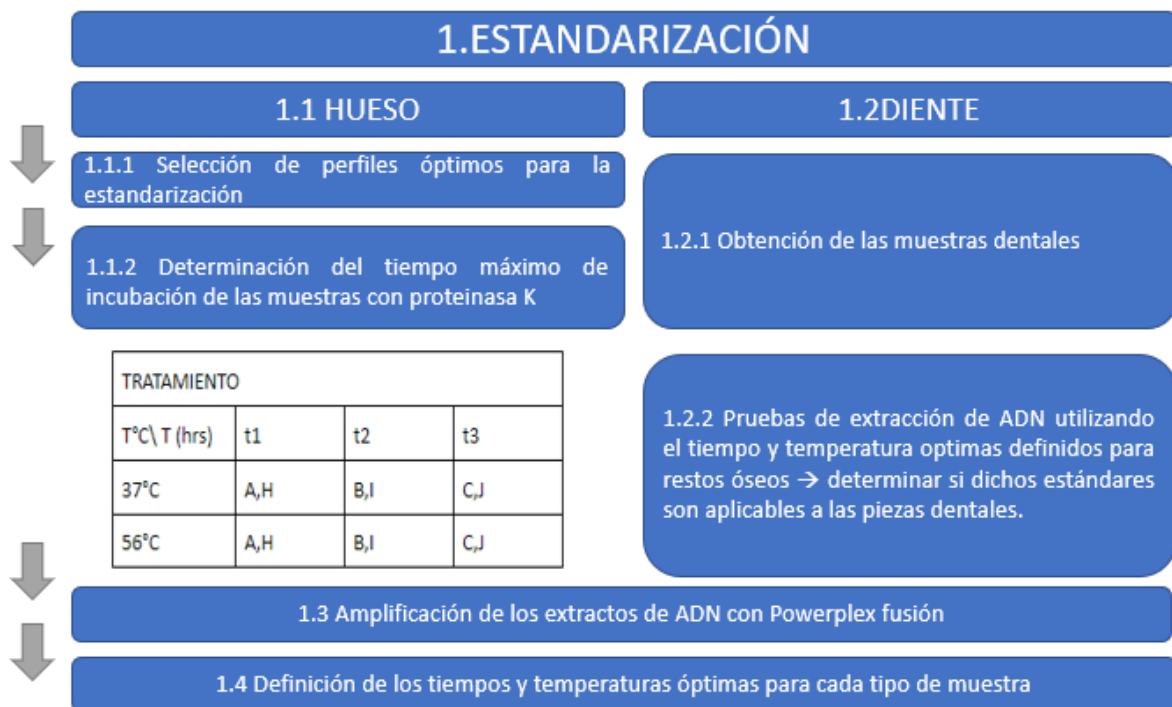 1.ESTANDARIZACIÓN
1.1 HUESO
1.2DIENTE
1.1.1 Selección de perfiles óptimos para la
estandarización
1.1.2 Determinación del tiempo máximo de
incubación de las muestras con proteinasa K
1.2.1 Obtención de las muestras dentales
TRATAMIENTO
T°C\ T (hrs) t1 t2 t3
37°C A,H B,I C,J
56°C A,H B,I C,J
1.2.2 Pruebas de extracción de ADN utilizando
el tiempo y temperatura optimas definidos para
restos óseos → determinar si dichos estándares
son aplicables a las piezas dentales.
1.3 Amplificación de los extractos de ADN con Powerplex fusión
1.4 Definición de los tiempos y temperaturas óptimas para cada tipo de muestra